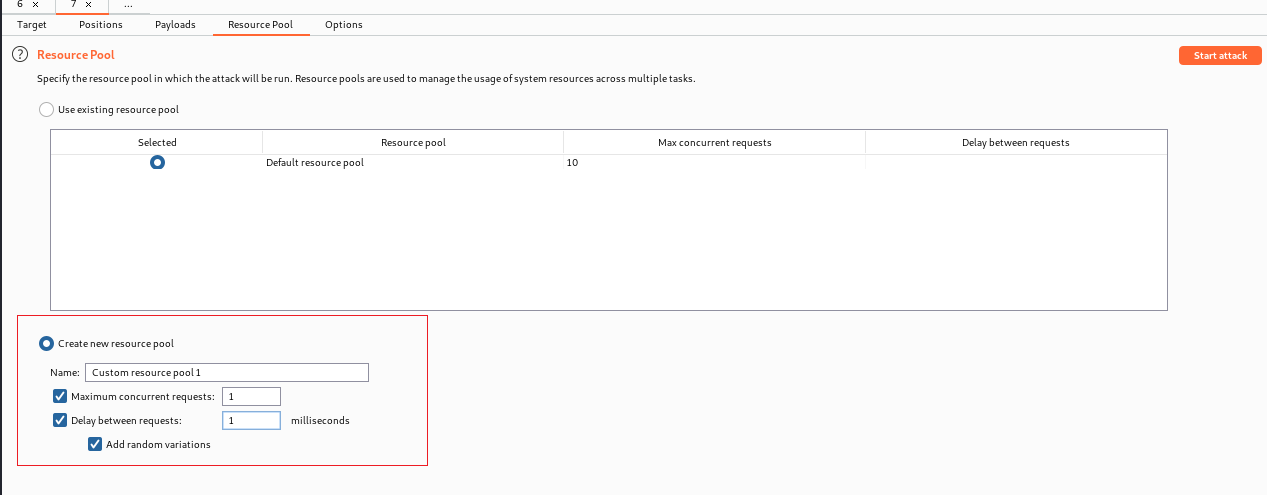 6 x 7 x ...
Target Positions Payloads Resource Pool Options
? Resource Pool Start attack
Specify the resource pool in which the attack will be run. Resource pools are used to manage the usage of system resources across multiple tasks.
Use existing resource pool
Selected Resource pool Max concurrent requests Delay between requests
Default resource pool 10
Create new resource pool
Name: Custom resource pool 1
Maximum concurrent requests: 1
Delay between requests: 1 milliseconds
Add random variations